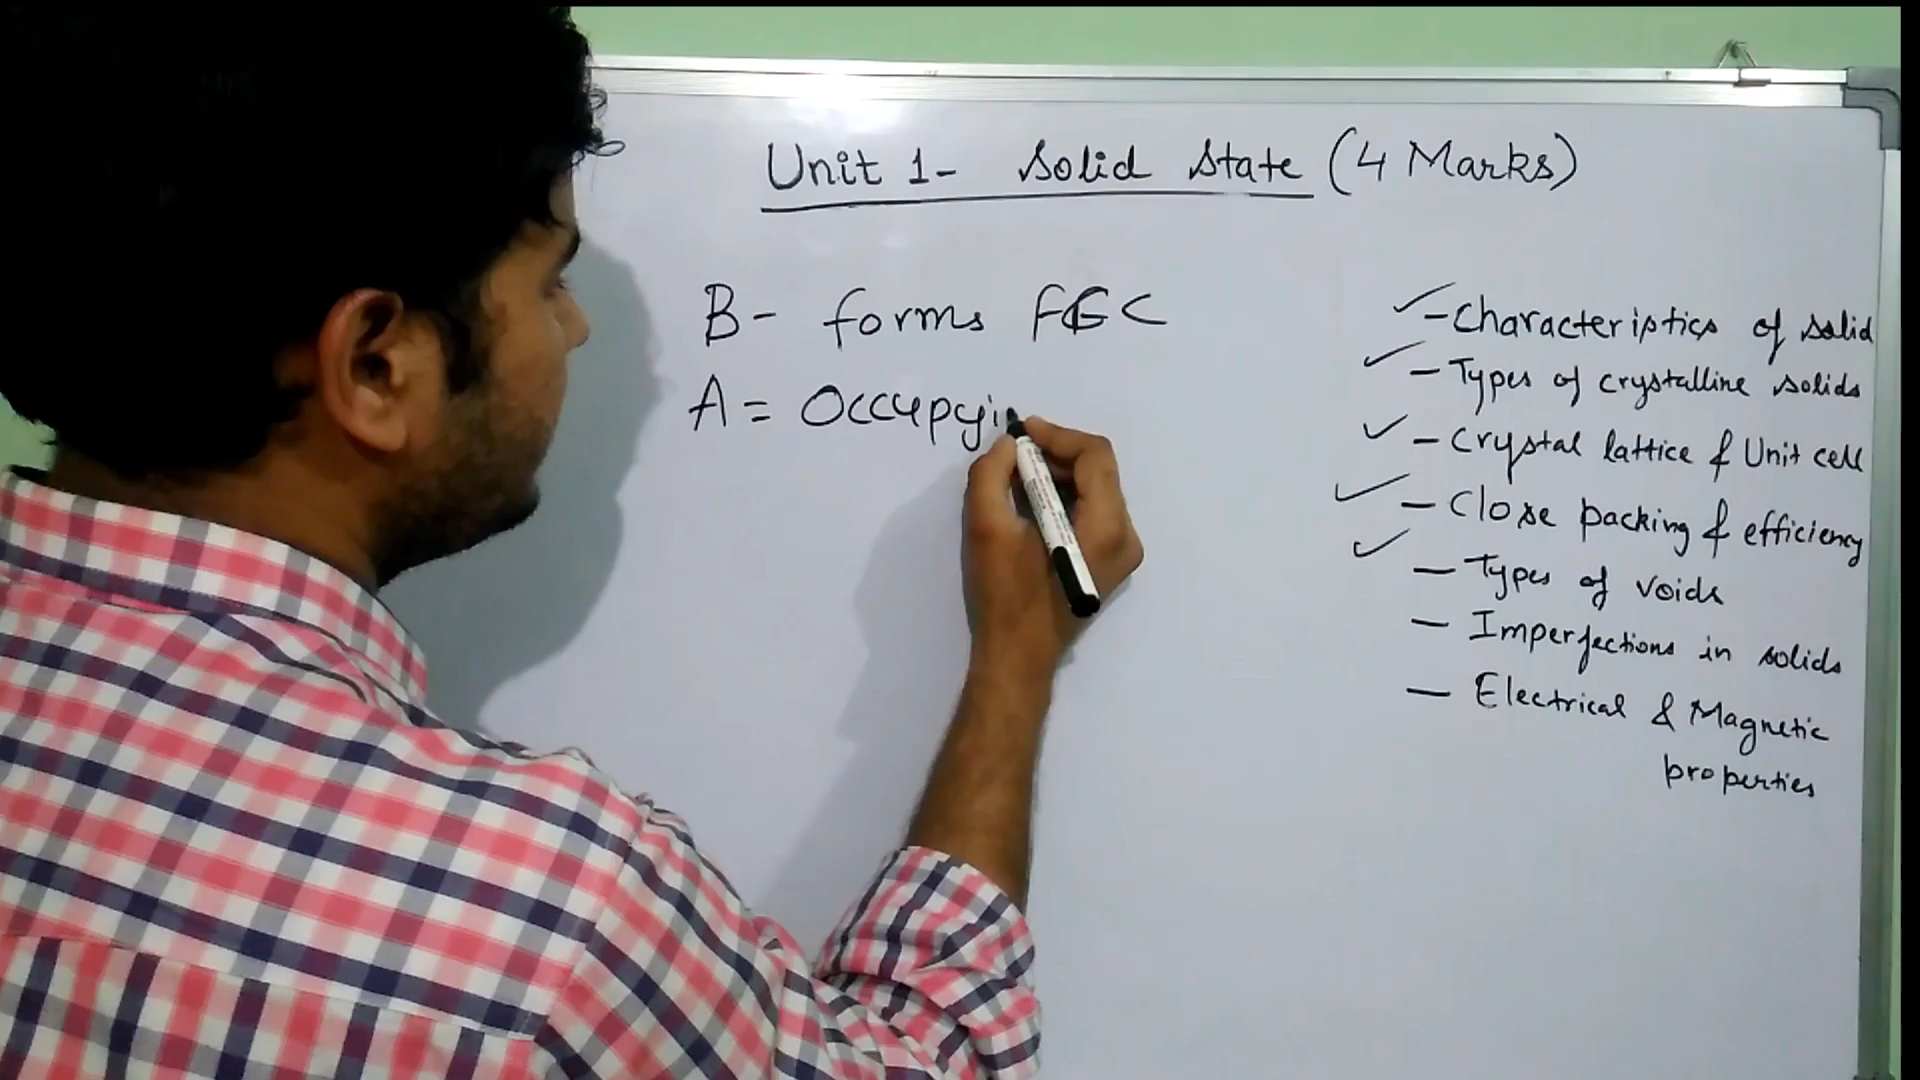 Unit 1- Solid State (4 Marks)
B- forms FCC
A= Occupyi
- Characteristics of solid
- Types of crystalline solids
- Crystal lattice & Unit cell
- Close packing & efficiency
- Types of voids
- Imperfections in solids
- Electrical & Magnetic
properties